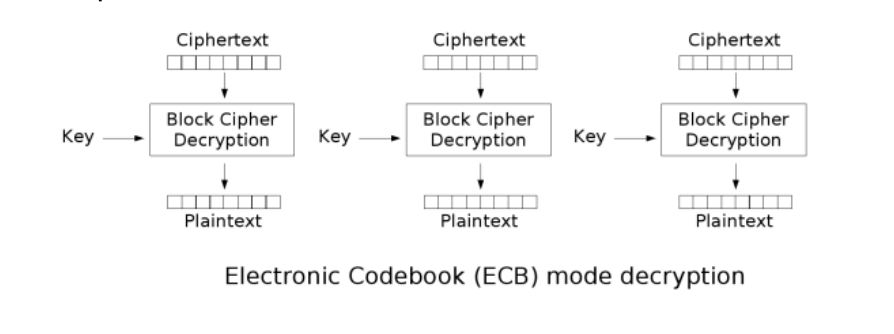 Ciphertext Ciphertext Ciphertext
Key Block Cipher Decryption Key Block Cipher Decryption Key Block Cipher Decryption
Plaintext Plaintext Plaintext
Electronic Codebook (ECB) mode decryption